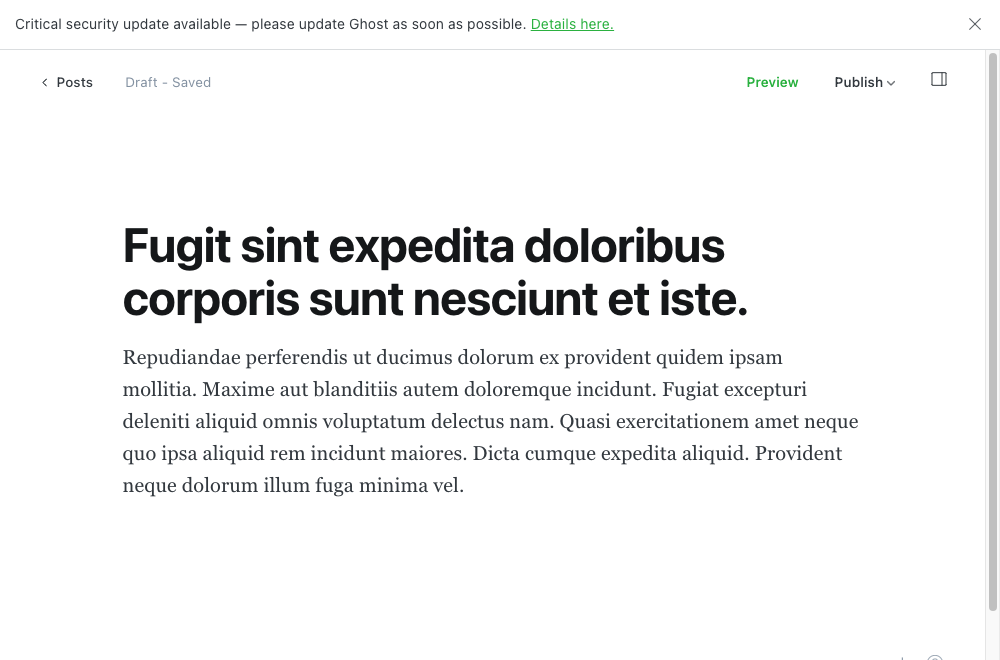 Critical security update available — please update Ghost as soon as possible. Details here.
Posts
Draft - Saved
Preview
Publish
Fugit sint expedita doloribus
corporis sunt nesciunt et iste.
Repudiandae perferendis ut ducimus dolorum ex provident quidem ipsam
mollitia. Maxime aut blanditiis autem doloremque incidunt. Fugiat excepturi
deleniti aliquid omnis voluptatum delectus nam. Quasi exercitationem amet neque
quo ipsa aliquid rem incidunt maiores. Dicta cumque expedita aliquid. Provident
neque dolorum illum fuga minima vel.